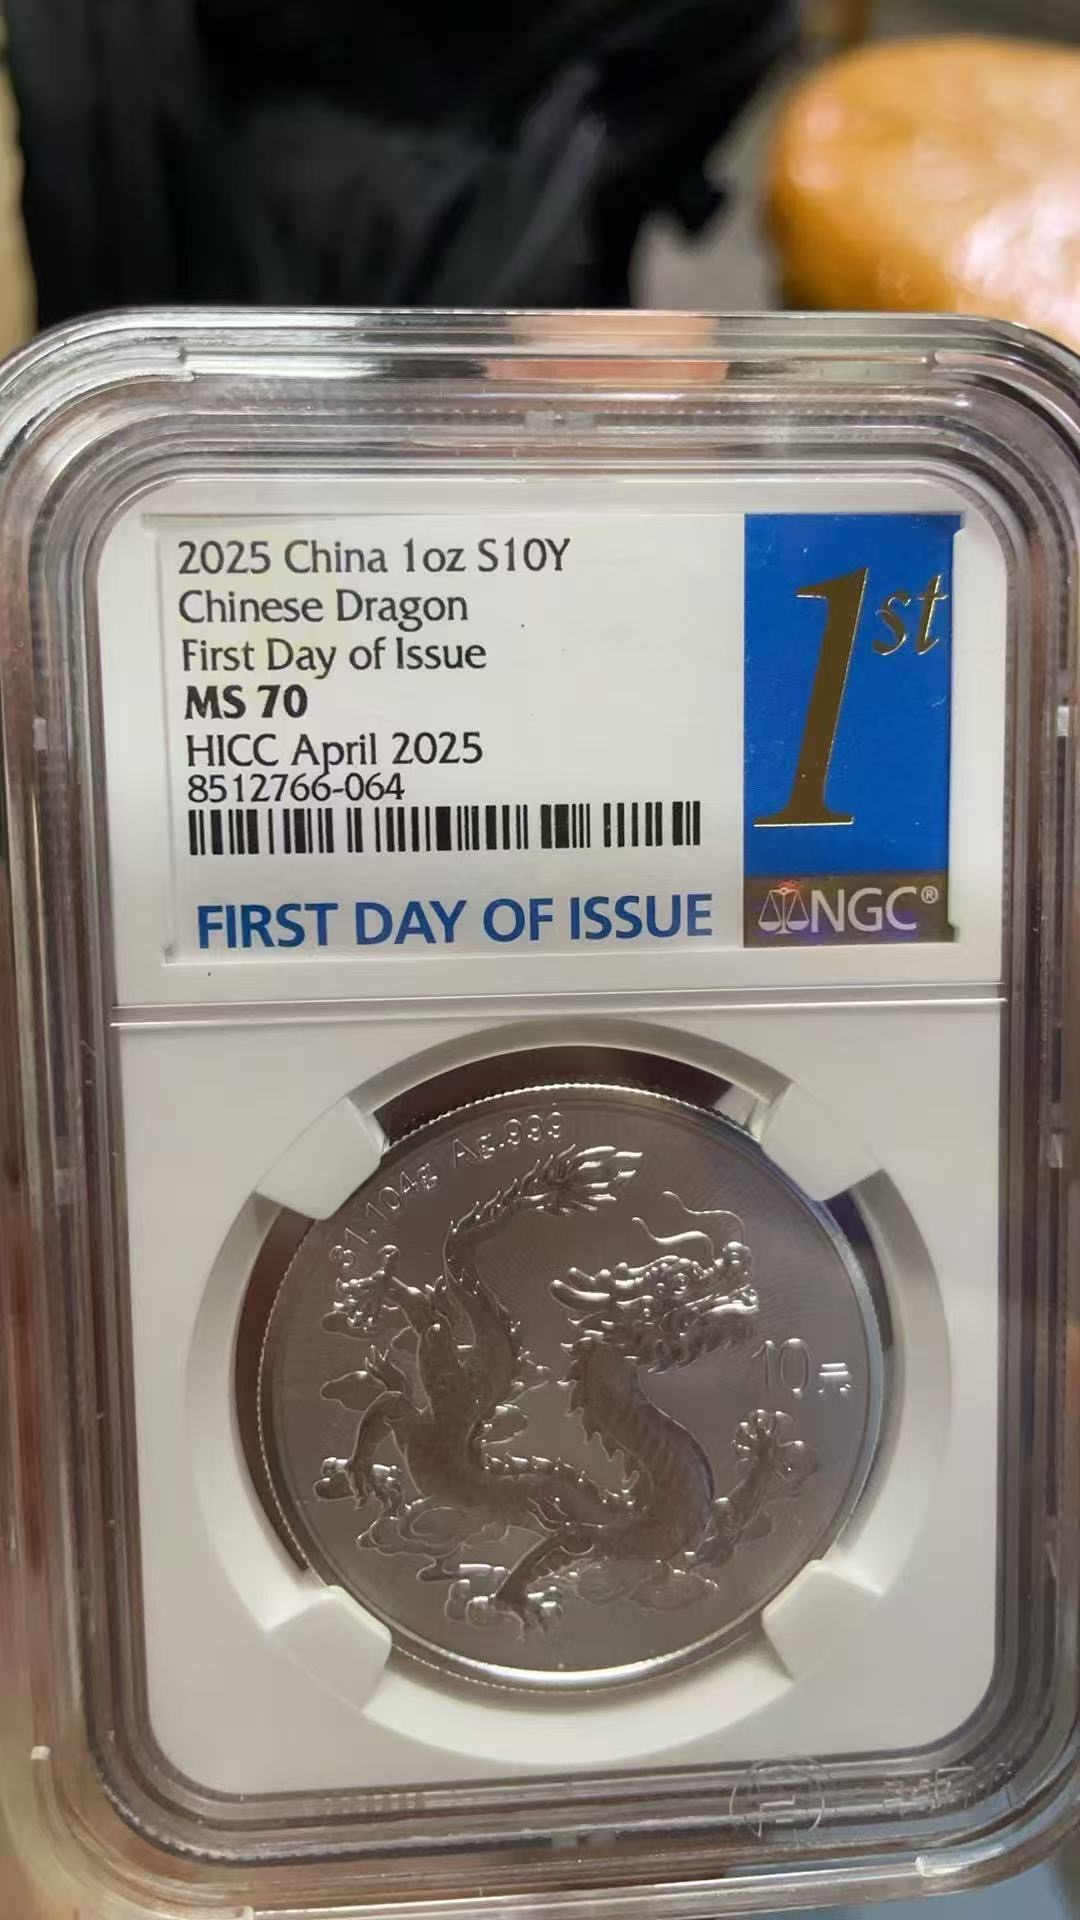 2025 China 1oz S10Y
Chinese Dragon
First Day of Issue
MS 70
HICC April 2025
8512766-064
FIRST DAY OF ISSUE
1st
NGC®
31.104g Ag.999
10元